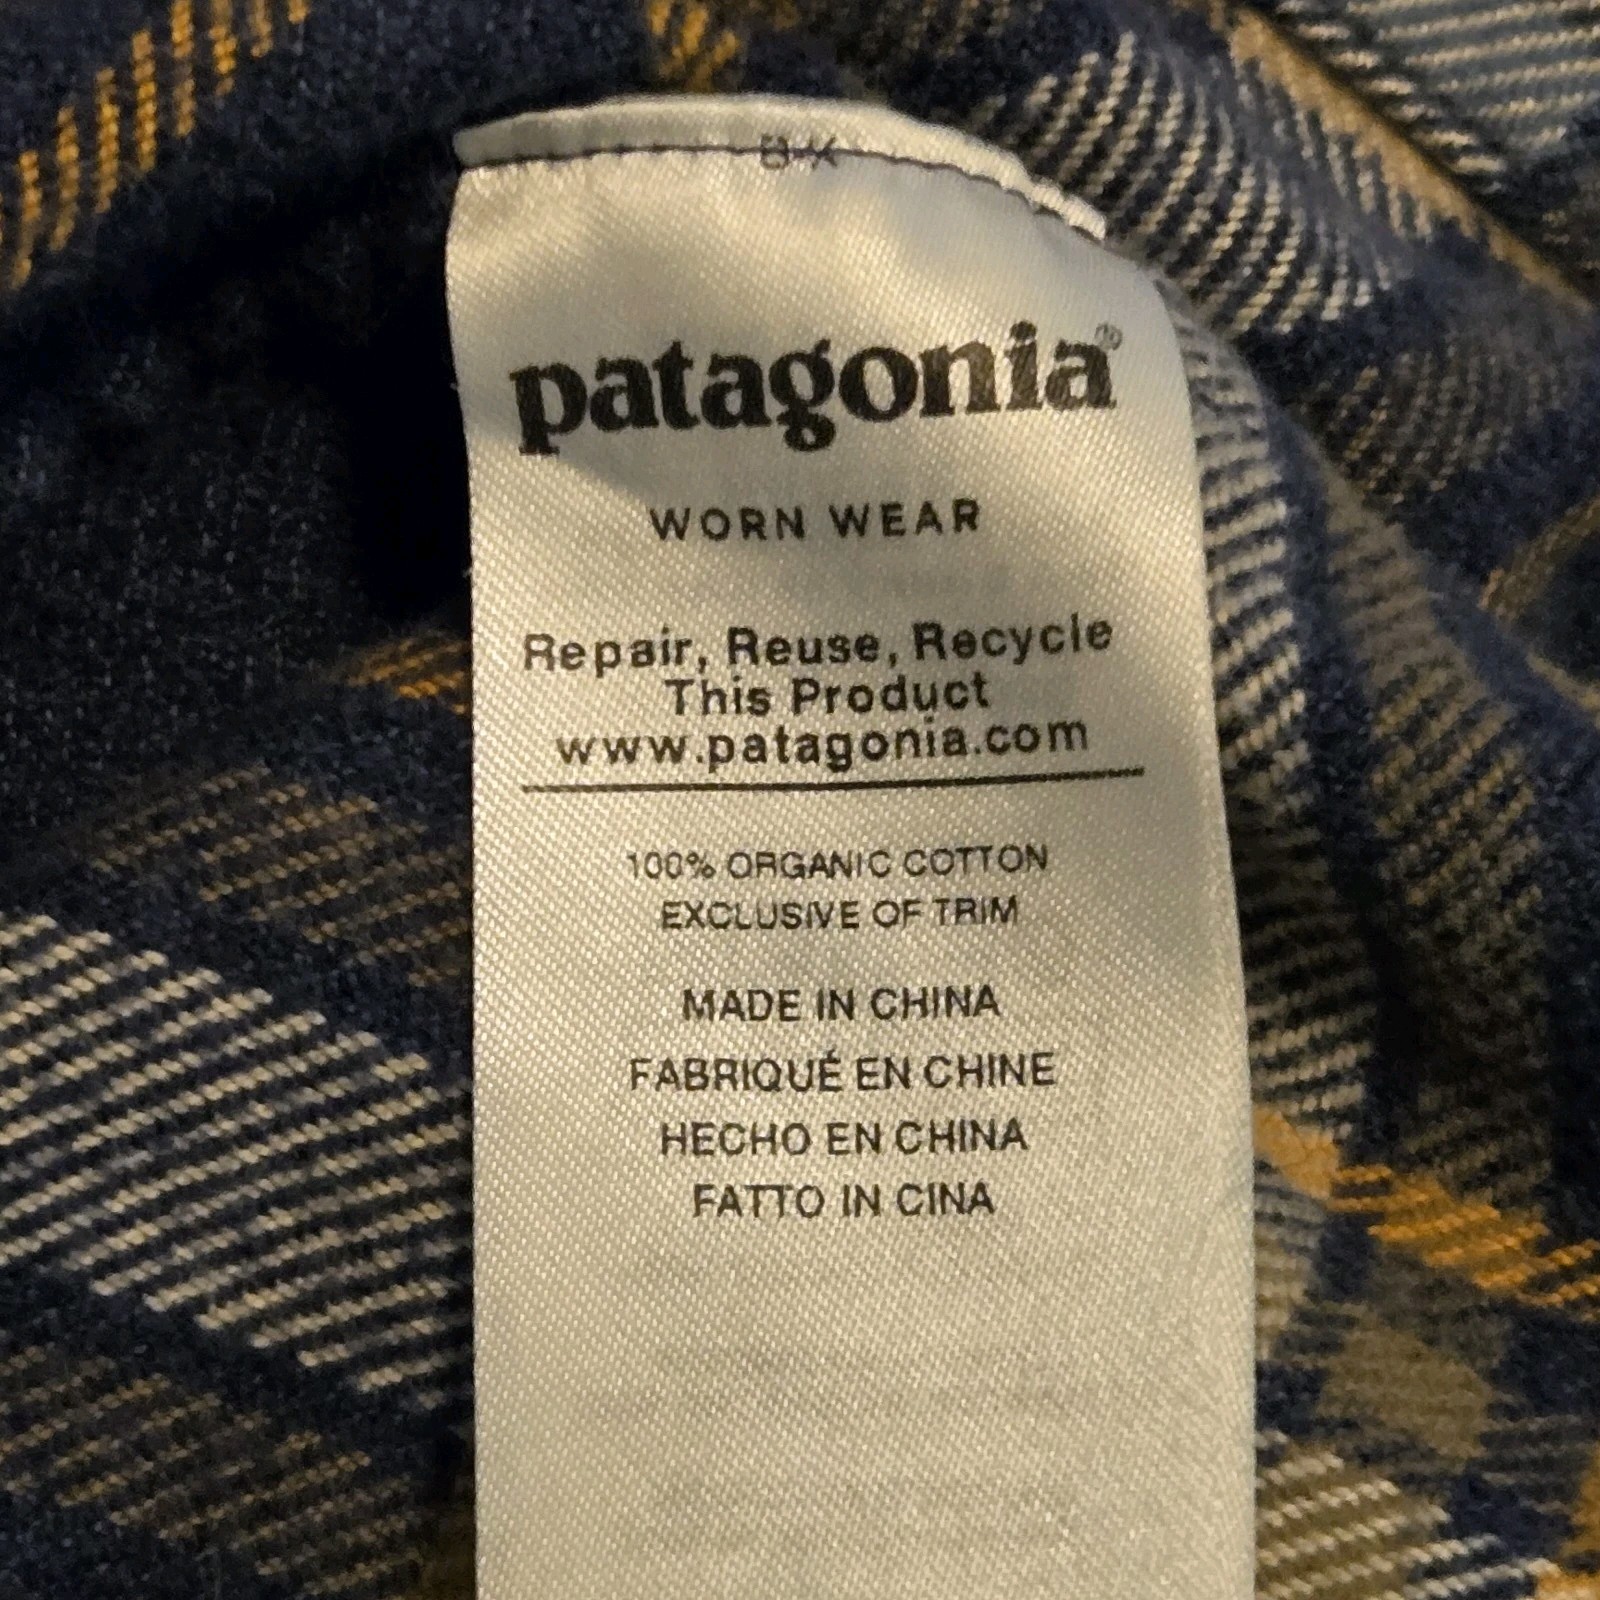 patagonia®
WORN WEAR
Repair, Reuse, Recycle
This Product
www.patagonia.com
100% ORGANIC COTTON
EXCLUSIVE OF TRIM
MADE IN CHINA
FABRIQUÉ EN CHINE
HECHO EN CHINA
FATTO IN CINA